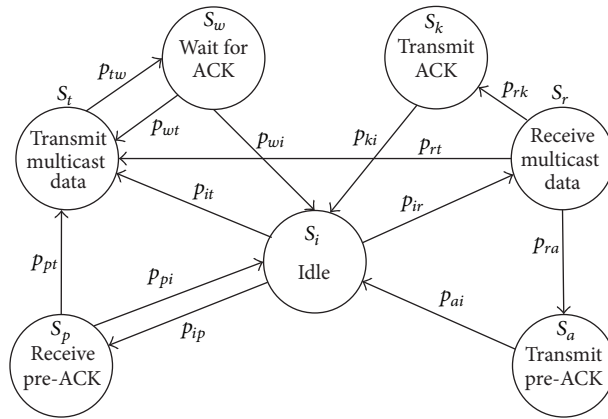 S_w
Wait for
ACK
S_k
Transmit
ACK
S_t
Transmit
multicast
data
p_tw
p_wt
p_wi
p_ki
p_rk
S_r
Receive
multicast
data
p_rt
p_it
p_ir
S_i
Idle
p_pt
p_pi
p_ip
p_ra
p_ai
S_p
Receive
pre-ACK
S_a
Transmit
pre-ACK